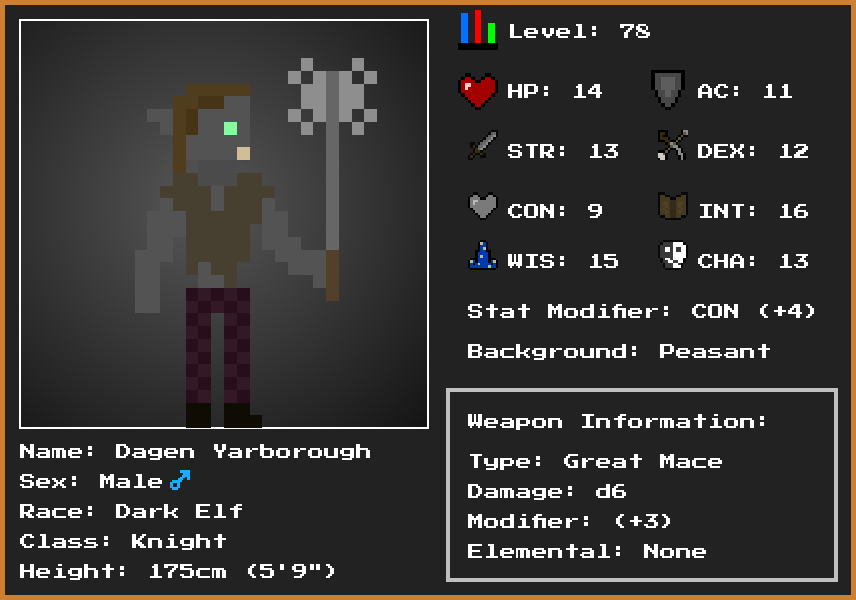 Level: 78
HP: 14
AC: 11
STR: 13
DEX: 12
CON: 9
INT: 16
WIS: 15
CHA: 13
Stat Modifier: CON (+4)
Background: Peasant
Weapon Information:
Type: Great Mace
Damage: d6
Modifier: (+3)
Elemental: None
Name: Dagen Yarborough
Sex: Male ♂
Race: Dark Elf
Class: Knight
Height: 175cm (5'9")